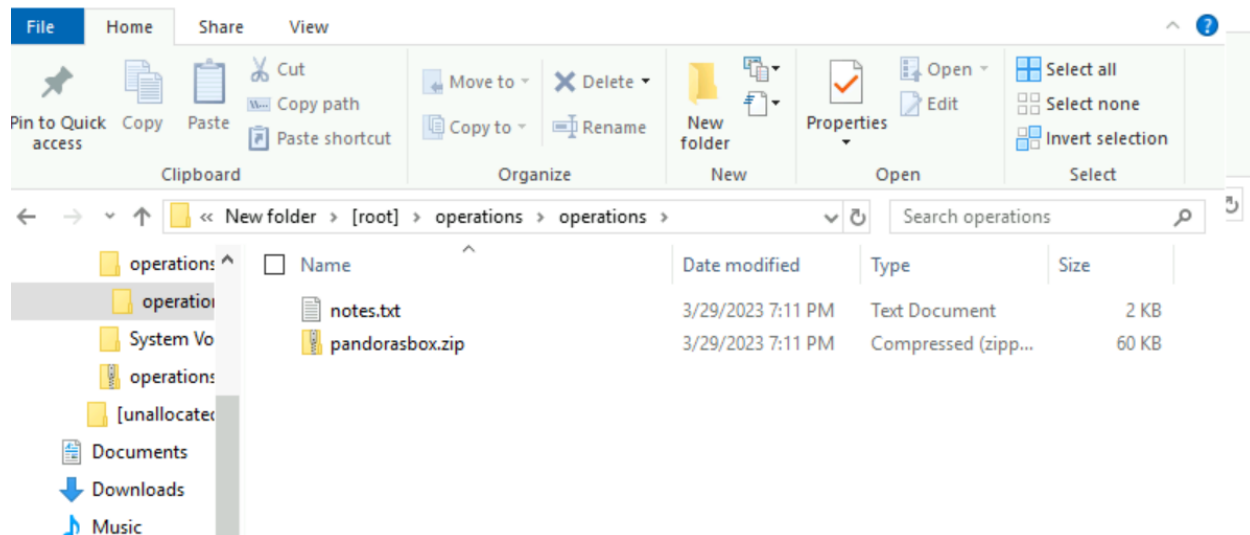 File Home Share View
Pin to Quick access
Copy
Paste
Cut
Copy path
Paste shortcut
Clipboard
Move to
Copy to
Delete
Rename
Organize
New folder
New
Properties
Open
Edit
Open
Select all
Select none
Invert selection
Select
« New folder > [root] > operations > operations >
Search operations
operations
operation
System Vo
operations
[unallocated
Documents
Downloads
Music
Name Date modified Type Size
notes.txt 3/29/2023 7:11 PM Text Document 2 KB
pandorasbox.zip 3/29/2023 7:11 PM Compressed (zipp... 60 KB